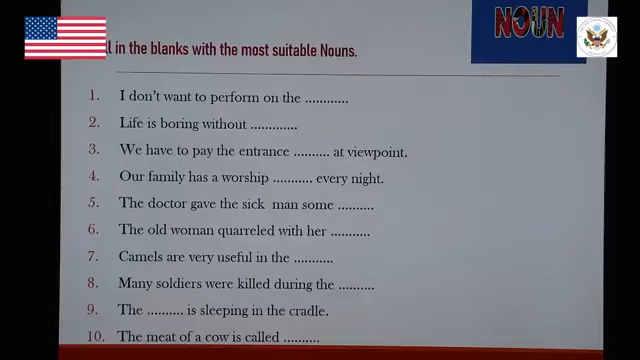 NOUN
ll in the blanks with the most suitable Nouns.
1. I don't want to perform on the ............
2. Life is boring without .............
3. We have to pay the entrance .......... at viewpoint.
4. Our family has a worship ........... every night.
5. The doctor gave the sick man some ..........
6. The old woman quarreled with her ...........
7. Camels are very useful in the ...........
8. Many soldiers were killed during the ..........
9. The .......... is sleeping in the cradle.
10. The meat of a cow is called ..........